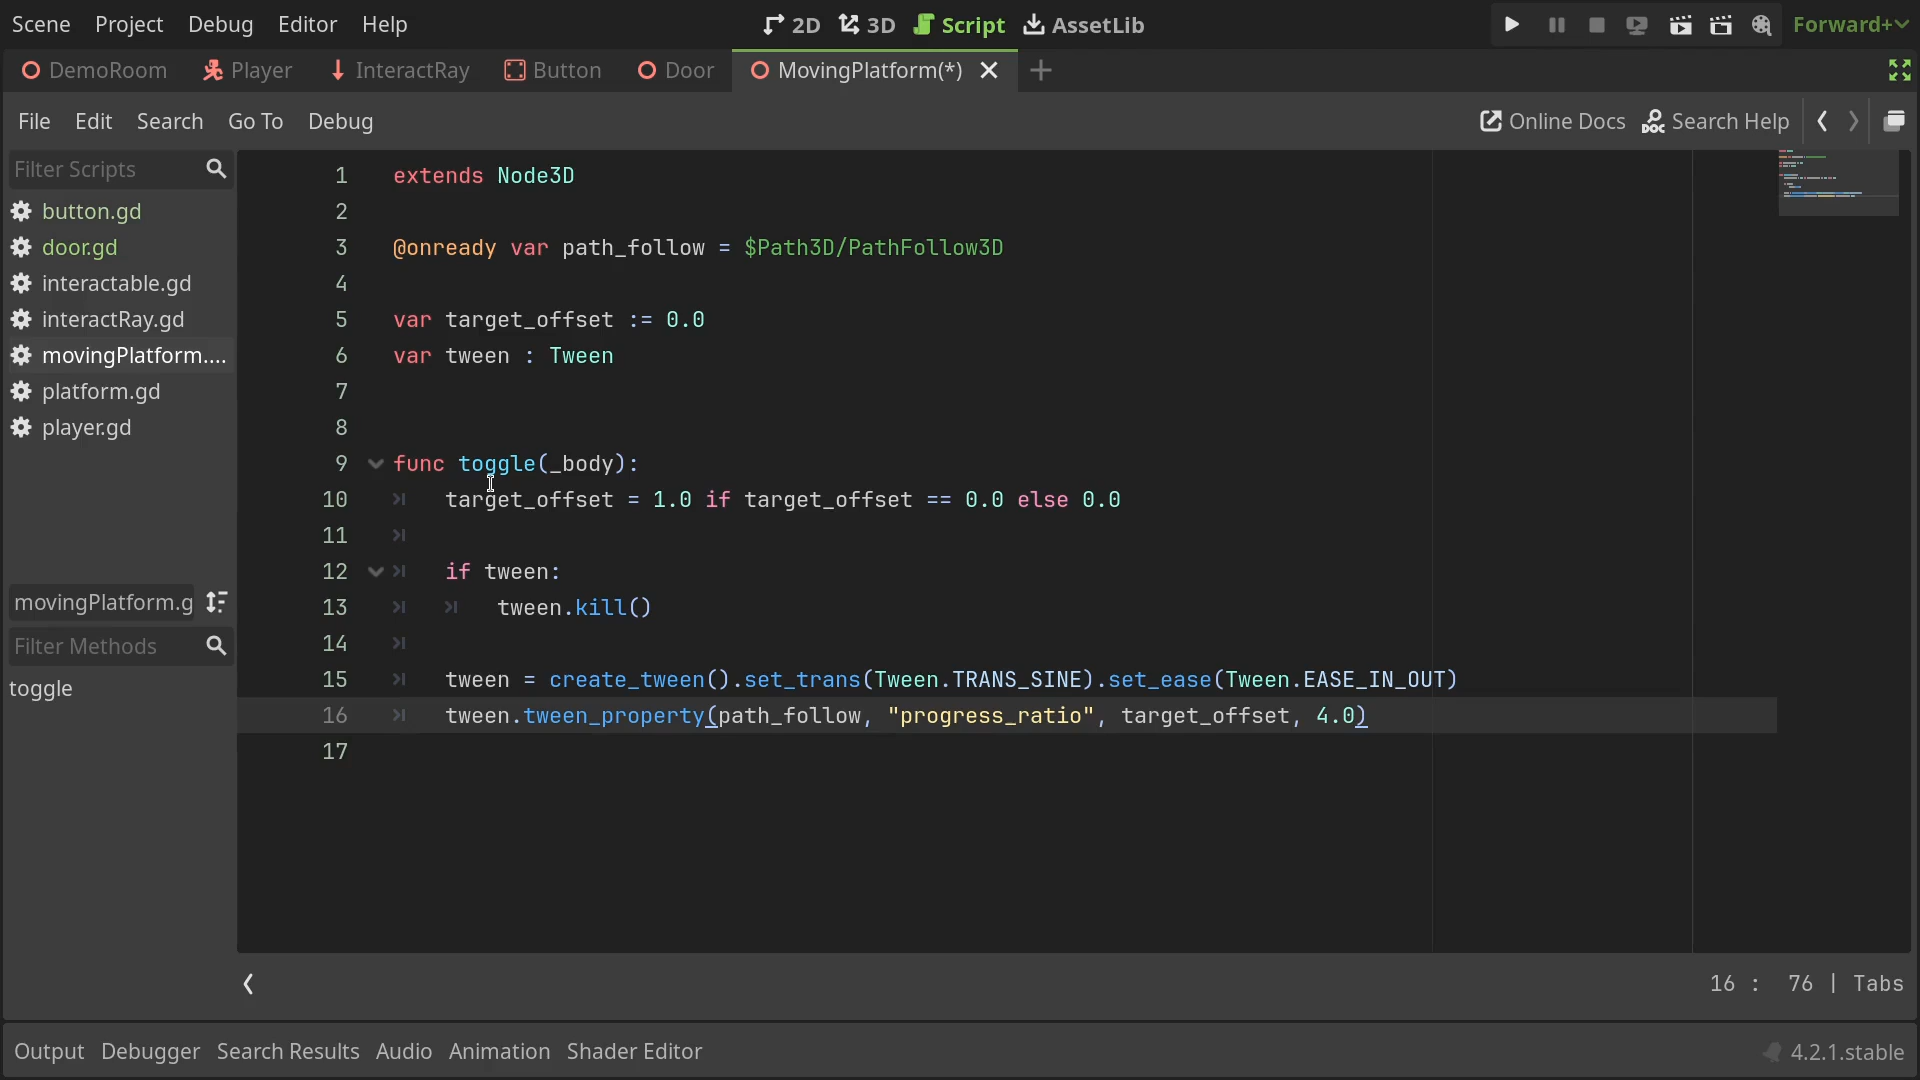 Scene Project Debug Editor Help 2D 3D Script AssetLib Forward+
DemoRoom Player InteractRay Button Door MovingPlatform(*)
File Edit Search Go To Debug Online Docs Search Help
Filter Scripts
button.gd
door.gd
interactable.gd
interactRay.gd
movingPlatform....
platform.gd
player.gd
movingPlatform.g
Filter Methods
toggle
1 extends Node3D
2
3 @onready var path_follow = $Path3D/PathFollow3D
4
5 var target_offset := 0.0
6 var tween : Tween
7
8
9 func toggle(_body):
10 target_offset = 1.0 if target_offset == 0.0 else 0.0
11
12 if tween:
13 tween.kill()
14
15 tween = create_tween().set_trans(Tween.TRANS_SINE).set_ease(Tween.EASE_IN_OUT)
16 tween.tween_property(path_follow, "progress_ratio", target_offset, 4.0)
17
16 : 76 | Tabs
Output Debugger Search Results Audio Animation Shader Editor 4.2.1.stable